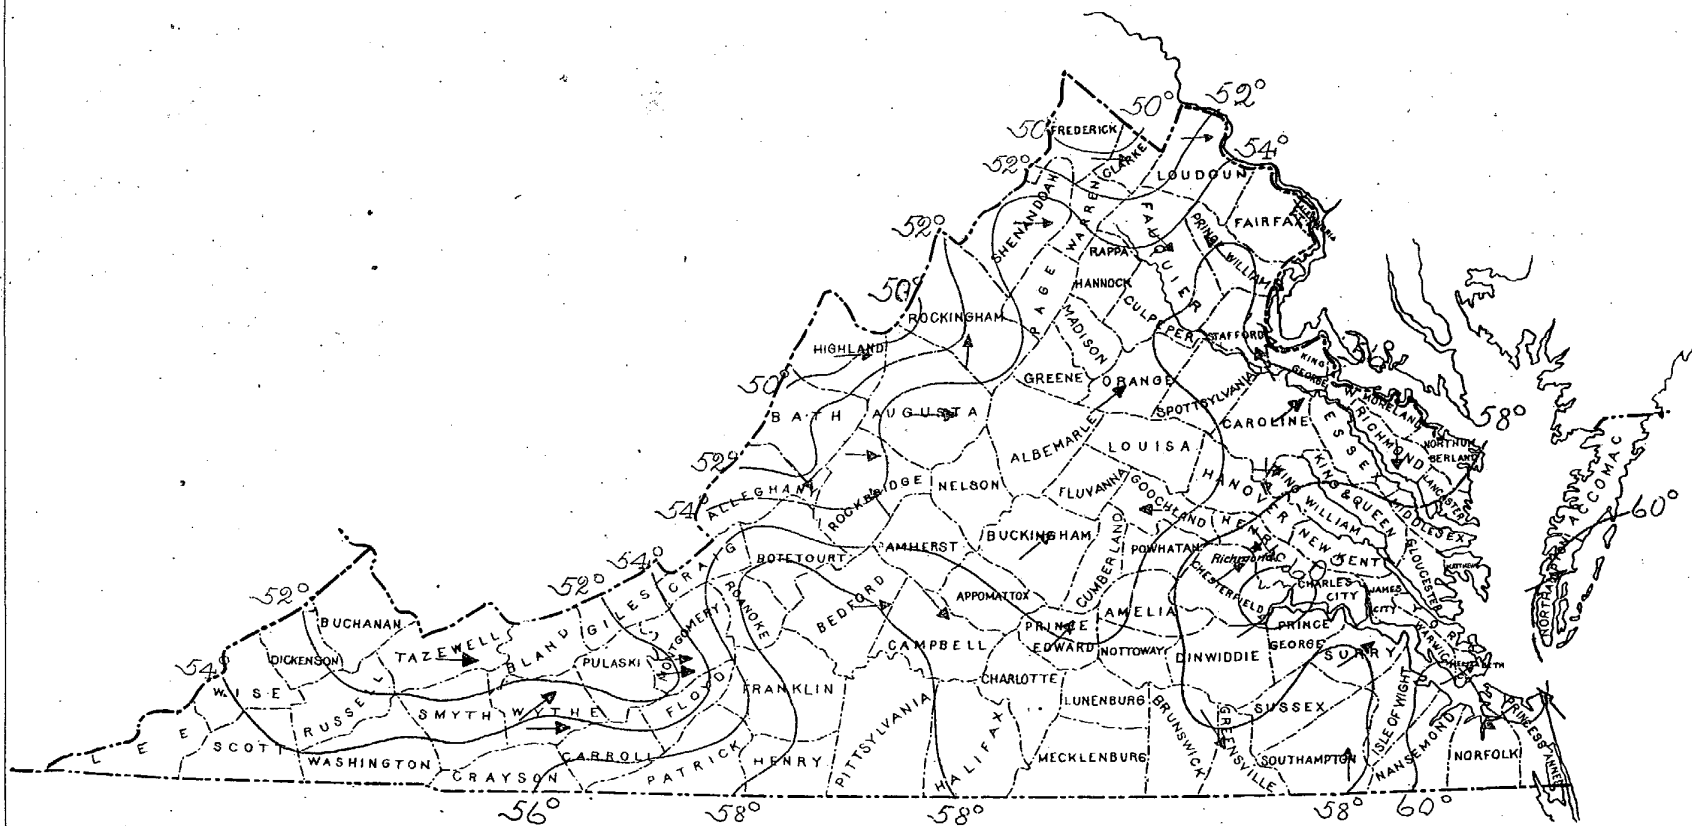 50°
52°
50
FREDERICK
54°
52°
CLARKE
LOUDOUN
SHENANDOAH
WARREN
FAUQUIER
FAIRFAX
PRINCE
WILLIAM
52°
RAPPA
HANNOCK
PAGE
50°
CULPEPER
MADISON
ROCKINGHAM
STAFFORD
HIGHLAND
KING
GEORGE
56°
50°
GREENE
ORANGE
SPOTTSYLVANIA
WESTMORELAND
BATH
AUGUSTA
CAROLINE
ESSEX
RICHMOND
58°
ALBEMARLE
LOUISA
NORTHUM
BERLAND
ACCOMAC
52°
ALLEGHANY
ROCKBRIDGE
NELSON
FLUVANNA
GOOCHLAND
HANOVER
KING
WILLIAM
KING & QUEEN
LANCASTER
MIDDLESEX
60°
54°
BUCKINGHAM
CUMBERLAND
POWHATAN
HENRICO
Richmond
NEW KENT
GLOUCESTER
CRAIG
BOTETOURT
AMHERST
54°
52°
52°
CHESTERFIELD
CHARLES
CITY
JAMES
CITY
NORTHAMPTON
GILES
MONTGOMERY
ROANOKE
BEDFORD
APPOMATTOX
AMELIA
BUCHANAN
PRINCE
EDWARD
PRINCE
GEORGE
WARWICK
TAZEWELL
BLAND
CAMPBELL
NOTTOWAY
DINWIDDIE
SURRY
54°
DICKENSON
PULASKI
WISE
RUSSELL
SMYTH
WYTHE
FLOYD
FRANKLIN
CHARLOTTE
LUNENBURG
BRUNSWICK
SUSSEX
ISLE OF WIGHT
PRINCESS ANNE
LEE
SCOTT
WASHINGTON
GRAYSON
CARROLL
PATRICK
HENRY
PITTSYLVANIA
HALIFAX
MECKLENBURG
GREENSVILLE
SOUTHAMPTON
NANSEMOND
NORFOLK
56°
58°
58°
58°
60°